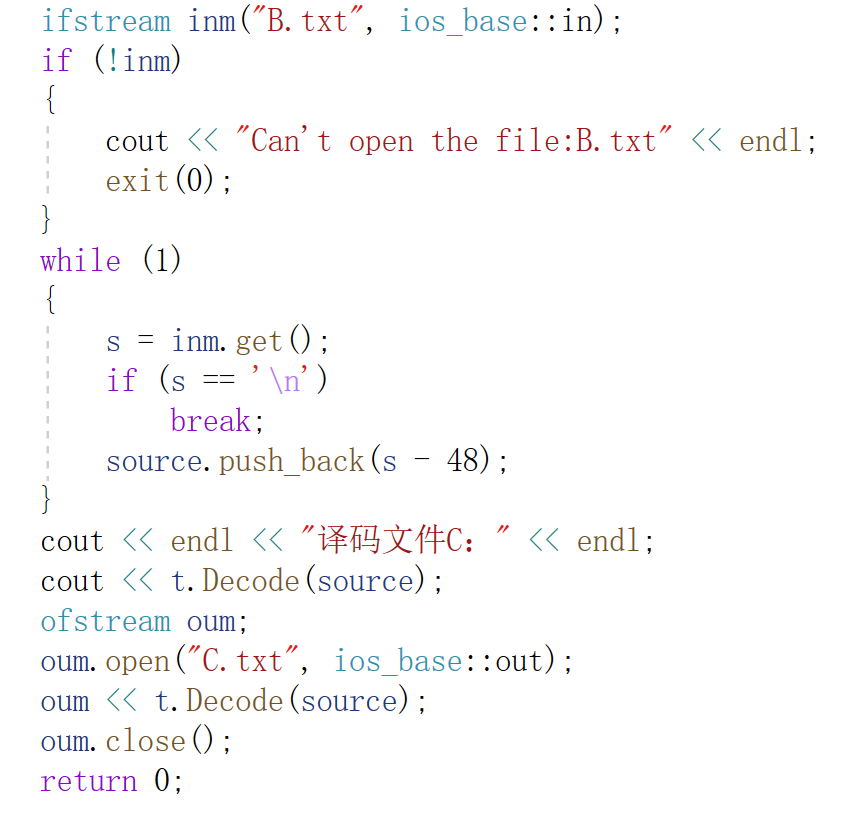 ifstream inm("B.txt", ios_base::in);
if (!inm)
{
    cout << "Can't open the file:B.txt" << endl;
    exit(0);
}
while (1)
{
    s = inm.get();
    if (s == '\n')
        break;
    source.push_back(s - 48);
}
cout << endl << "译码文件C：" << endl;
cout << t.Decode(source);
ofstream oum;
oum.open("C.txt", ios_base::out);
oum << t.Decode(source);
oum.close();
return 0;